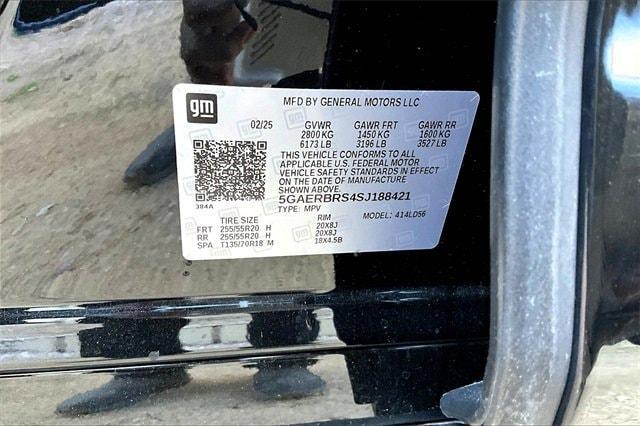 gm
MFD BY GENERAL MOTORS LLC
02/25 GVWR GAWR FRT GAWR RR
2800 KG 1450 KG 1600 KG
6173 LB 3196 LB 3527 LB
THIS VEHICLE CONFORMS TO ALL
APPLICABLE U.S. FEDERAL MOTOR
VEHICLE SAFETY STANDARDS IN EFFECT
ON THE DATE OF MANUFACTURE
SHOWN ABOVE.
384A 5GAERBRS4SJ188421
TYPE: MPV MODEL: 414LD56
TIRE SIZE RIM
FRT 255/55R20 H 20X8J
RR 255/55R20 H 20X8J
SPA T135/70R18 M 18X4.5B